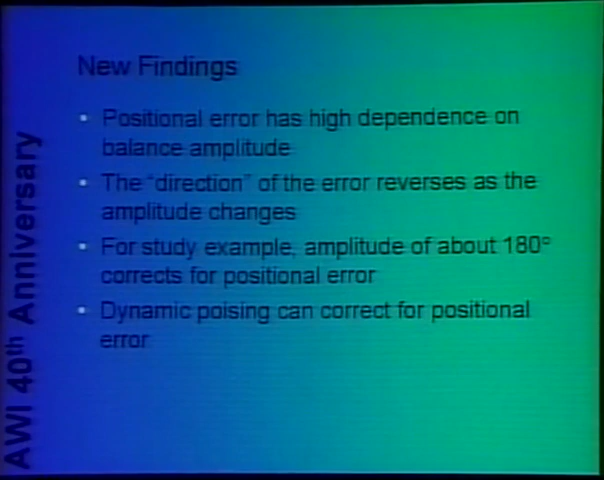 New Findings
• Positional error has high dependence on
balance amplitude
• The "direction" of the error reverses as the
amplitude changes
• For study example, amplitude of about 180°
corrects for positional error
• Dynamic poising can correct for positional
error
AWI 40th Anniversary